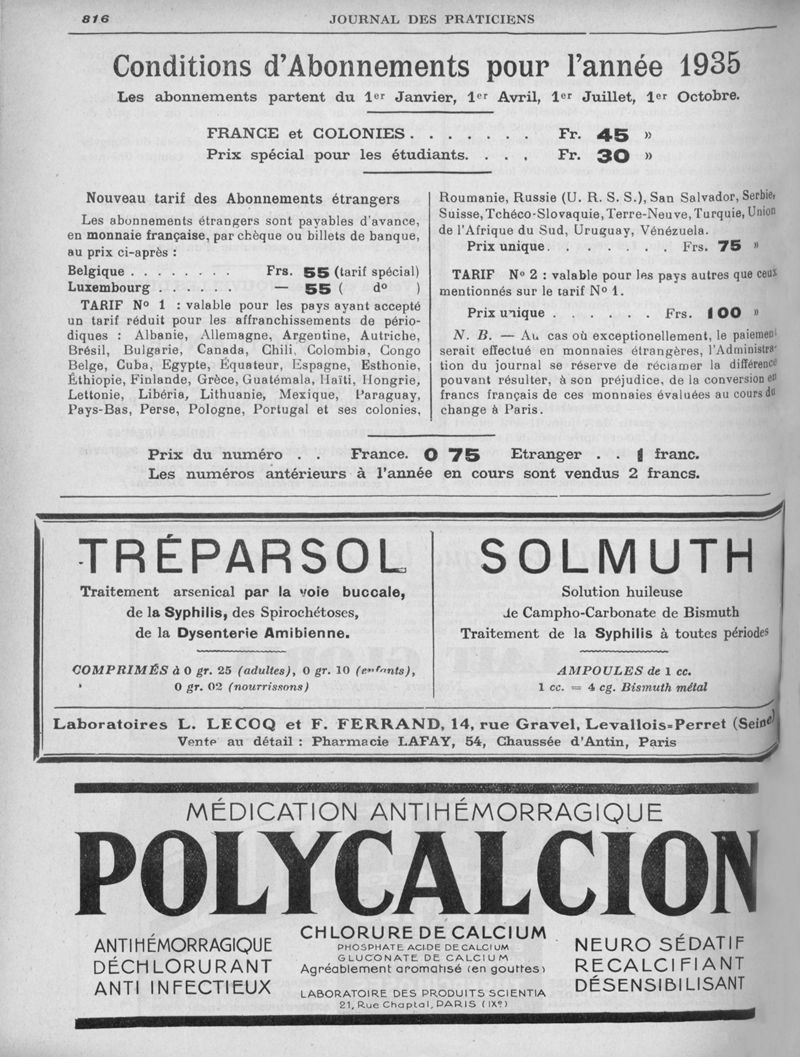 816
JOURNAL DES PRATICIENS
Conditions d'Abonnements pour l'année 1935
Les abonnements partent du 1er Janvier, 1er Avril, 1er Juillet, 1er Octobre.
FRANCE et COLONIES . . . . . . . Fr. 45 »
Prix spécial pour les étudiants. . . . Fr. 30 »
Nouveau tarif des Abonnements étrangers
Les abonnements étrangers sont payables d'avance,
en monnaie française, par chèque ou billets de banque,
au prix ci-après :
Belgique . . . . . . . . Frs. 55 (tarif spécial)
Luxembourg . . . . . . — 55 ( do )
TARIF No 1 : valable pour les pays ayant accepté
un tarif réduit pour les affranchissements de pério-
diques : Albanie, Allemagne, Argentine, Autriche,
Brésil, Bulgarie, Canada, Chili, Colombia, Congo
Belge, Cuba, Egypte, Équateur, Espagne, Esthonie,
Éthiopie, Finlande, Grèce, Guatémala, Haïti, Hongrie,
Lettonie, Libéria, Lithuanie, Mexique, Paraguay,
Pays-Bas, Perse, Pologne, Portugal et ses colonies,
Roumanie, Russie (U. R. S. S.), San Salvador, Serbie,
Suisse, Tchéco-Slovaquie, Terre-Neuve, Turquie, Union
de l'Afrique du Sud, Uruguay, Vénézuela.
Prix unique. . . . . . . . Frs. 75 »
TARIF No 2 : valable pour les pays autres que ceux
mentionnés sur le tarif No 1.
Prix unique . . . . . . Frs. 100 »
N. B. — Au cas où exceptionellement, le paiement
serait effectué en monnaies étrangères, l'Administra-
tion du journal se réserve de réclamer la différence
pouvant résulter, à son préjudice, de la conversion en
francs français de ces monnaies évaluées au cours du
change à Paris.
Prix du numéro . . France. 0 75 Etranger . . 1 franc.
Les numéros antérieurs à l'année en cours sont vendus 2 francs.
TRÉPARSOL
Traitement arsenical par la voie buccale,
de la Syphilis, des Spirochétoses,
de la Dysenterie Amibienne.
COMPRIMÉS à 0 gr. 25 (adultes), 0 gr. 10 (enfants),
0 gr. 02 (nourrissons)
SOLMUTH
Solution huileuse
de Campho-Carbonate de Bismuth
Traitement de la Syphilis à toutes périodes
AMPOULES de 1 cc.
1 cc. = 4 cg. Bismuth métal
Laboratoires L. LECOQ et F. FERRAND, 14, rue Gravel, Levallois-Perret (Seine)
Vente au détail : Pharmacie LAFAY, 54, Chaussée d'Antin, Paris
MÉDICATION ANTIHÉMORRAGIQUE
POLYCALCION
ANTIHÉMORRAGIQUE
DÉCHLORURANT
ANTI INFECTIEUX
CHLORURE DE CALCIUM
PHOSPHATE ACIDE DE CALCIUM
GLUCONATE DE CALCIUM
Agréablement aromatisé (en gouttes)
LABORATOIRE DES PRODUITS SCIENTIA
21, Rue Chaptal, PARIS (IXe)
NEURO SÉDATIF
RECALCIFIANT
DÉSENSIBILISANT